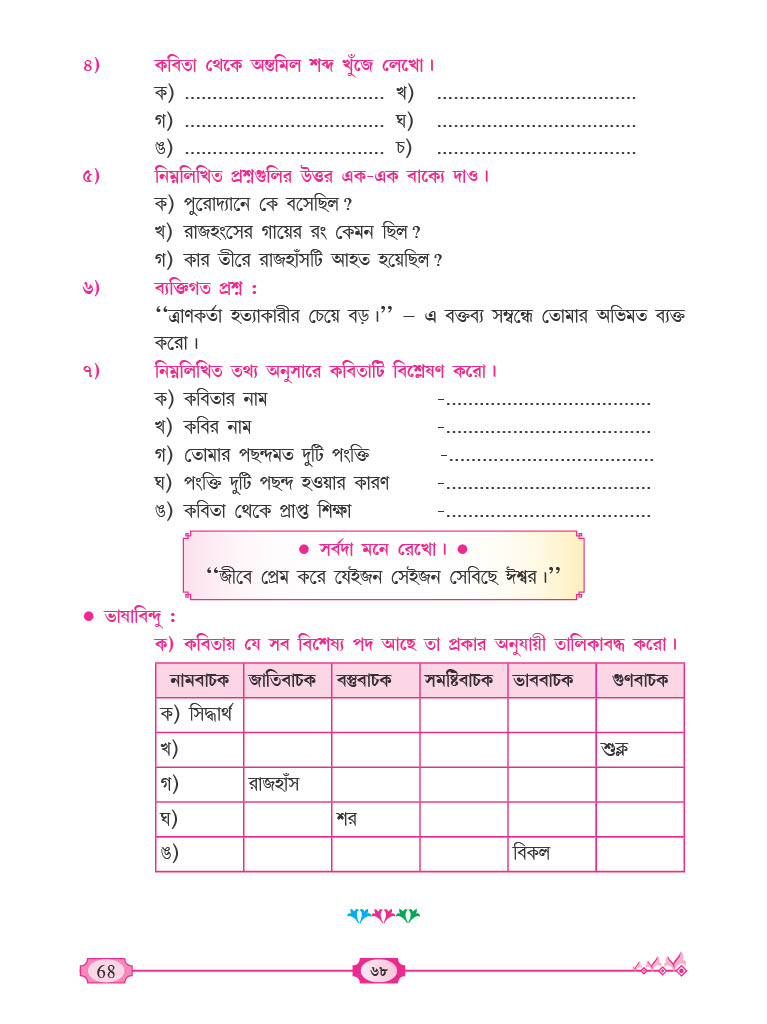 ৪) কবিতা থেকে অন্তমিল শব্দ খুঁজে লেখো।
ক) ................................... খ) ...................................
গ) ................................... ঘ) ...................................
ঙ) ................................... চ) ...................................
৫) নিম্নলিখিত প্রশ্নগুলির উত্তর এক-এক বাক্যে দাও।
ক) পুরোদ্যানে কে বসেছিল?
খ) রাজহংসের গায়ের রং কেমন ছিল?
গ) কার তীরে রাজহাঁসটি আহত হয়েছিল?
৬) ব্যক্তিগত প্রশ্ন :
‘‘ত্রাণকর্তা হত্যাকারীর চেয়ে বড়।’’ – এ বক্তব্য সম্বন্ধে তোমার অভিমত ব্যক্ত
করো।
৭) নিম্নলিখিত তথ্য অনুসারে কবিতাটি বিশ্লেষণ করো।
ক) কবিতার নাম -....................................
খ) কবির নাম -....................................
গ) তোমার পছন্দমত দুটি পংক্তি -....................................
ঘ) পংক্তি দুটি পছন্দ হওয়ার কারণ -....................................
ঙ) কবিতা থেকে প্রাপ্ত শিক্ষা -....................................
● সর্বদা মনে রেখো। ●
‘‘জীবে প্রেম করে যেইজন সেইজন সেবিছে ঈশ্বর।’’
● ভাষাবিন্দু :
ক) কবিতায় যে সব বিশেষ্য পদ আছে তা প্রকার অনুযায়ী তালিকাবদ্ধ করো।
নামবাচক জাতিবাচক বস্তুবাচক সমষ্টিবাচক ভাববাচক গুণবাচক
ক) সিদ্ধার্থ
খ) শুক্ল
গ) রাজহাঁস
ঘ) শর
ঙ) বিকল
68 ৬৮